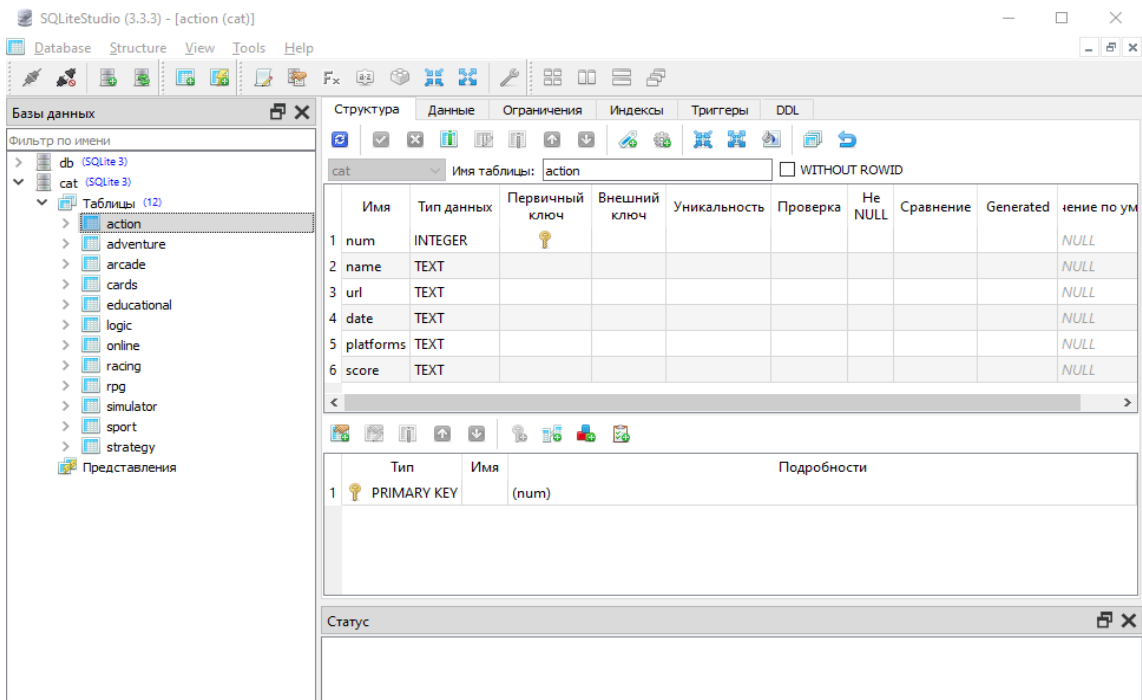 SQLiteStudio (3.3.3) - [action (cat)]
Database Structure View Tools Help
Базы данных
Фильтр по имени
db (SQLite 3)
cat (SQLite 3)
Таблицы (12)
action
adventure
arcade
cards
educational
logic
online
racing
rpg
simulator
sport
strategy
Представления
Структура Данные Ограничения Индексы Триггеры DDL
cat Имя таблицы: action WITHOUT ROWID
Имя Тип данных Первичный ключ Внешний ключ Уникальность Проверка Не NULL Сравнение Generated чение по ум
1 num INTEGER NULL
2 name TEXT NULL
3 url TEXT NULL
4 date TEXT NULL
5 platforms TEXT NULL
6 score TEXT NULL
Тип Имя Подробности
1 PRIMARY KEY (num)
Статус